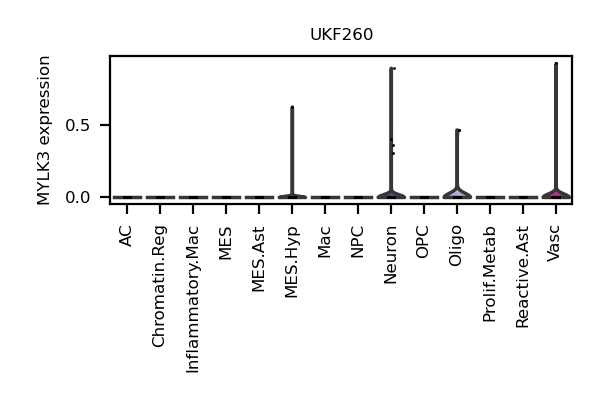 UKF260
MYLK3 expression
0.5
0.0
AC
Chromatin.Reg
Inflammatory.Mac
MES
MES.Ast
MES.Hyp
Mac
NPC
Neuron
OPC
Oligo
Prolif.Metab
Reactive.Ast
Vasc